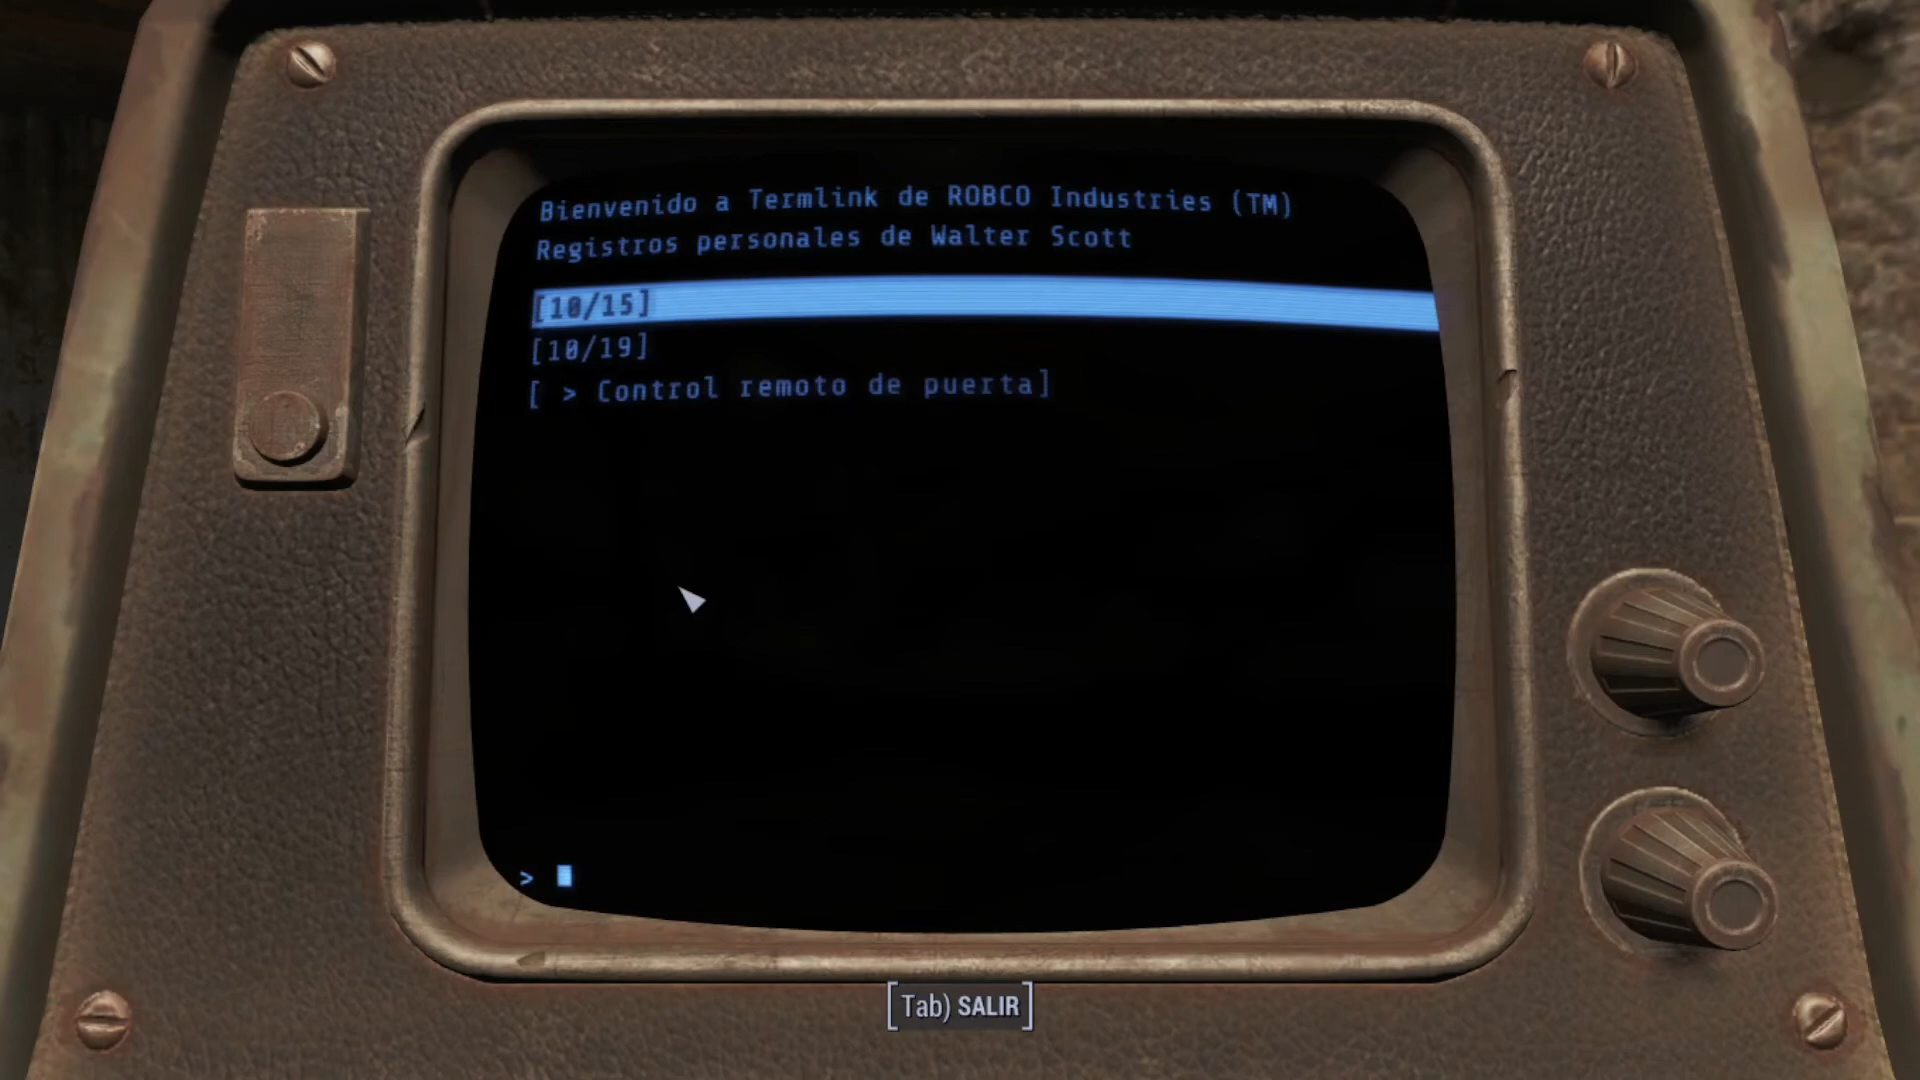 Bienvenido a Termlink de ROBCO Industries (TM)
Registros personales de Walter Scott
[10/15]
[10/19]
[ > Control remoto de puerta]
>
[Tab) SALIR]